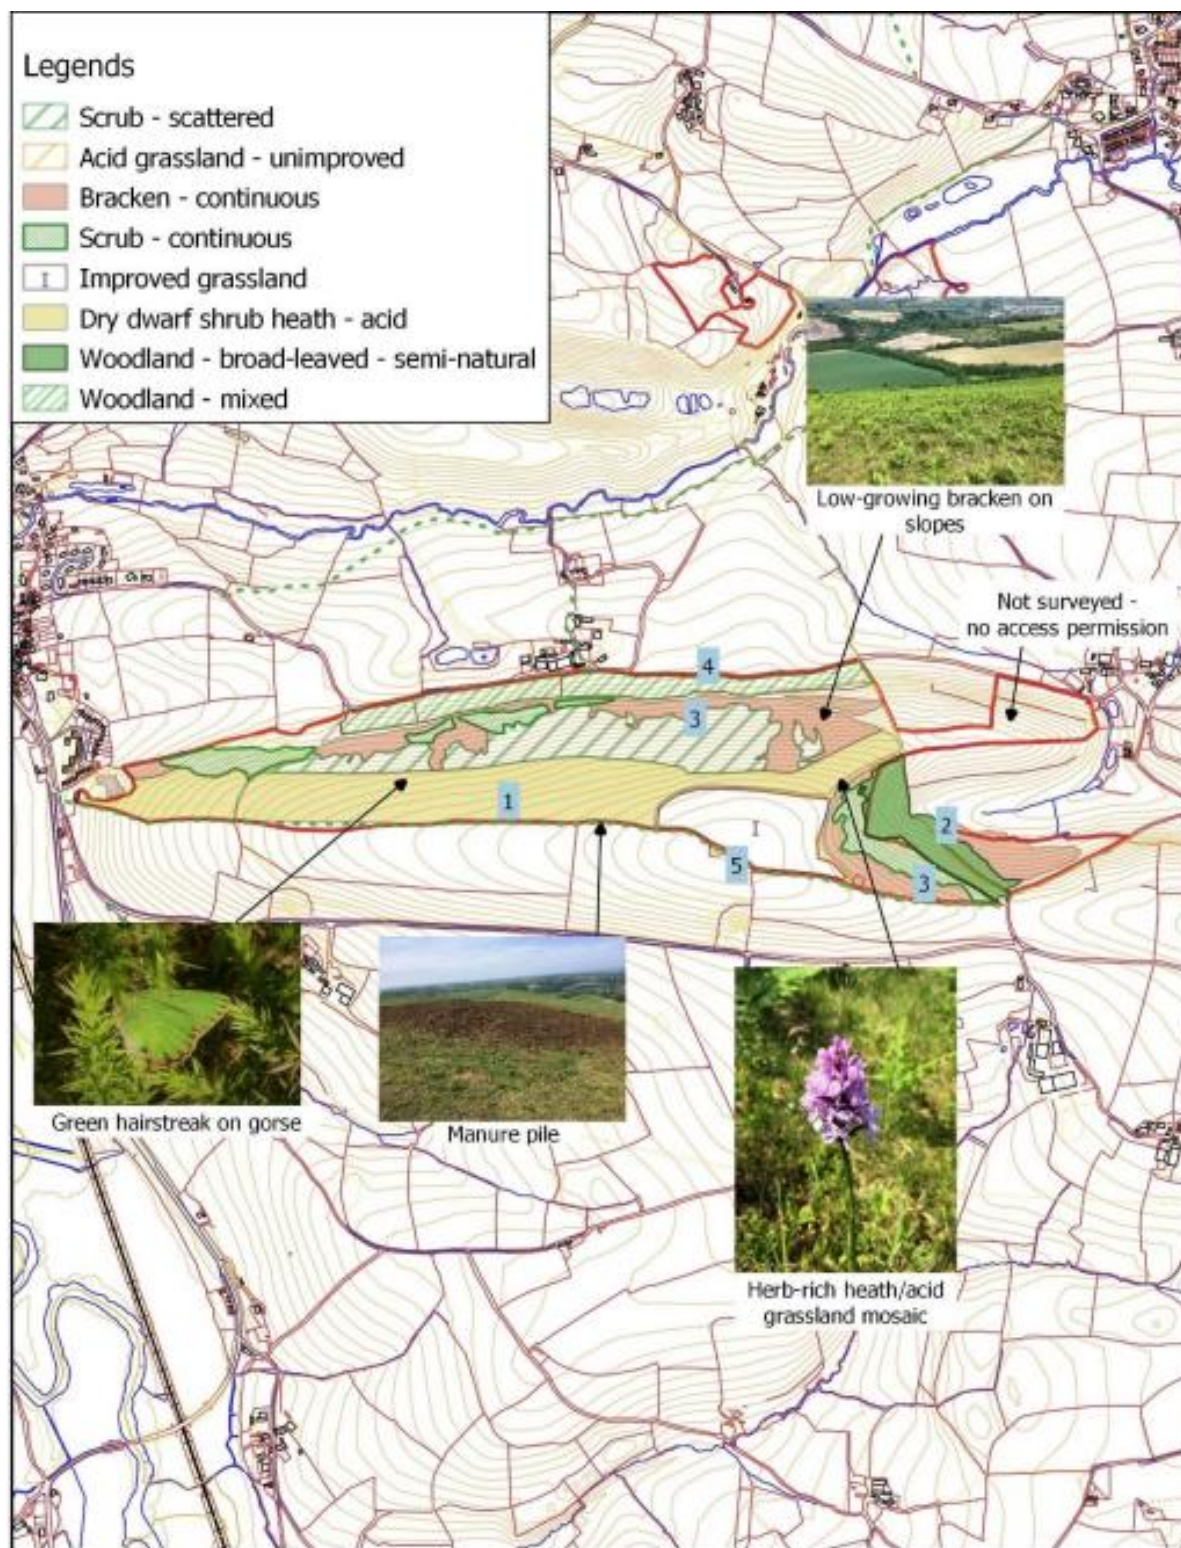 Legends
Scrub - scattered
Acid grassland - unimproved
Bracken - continuous
Scrub - continuous
I
Improved grassland
Dry dwarf shrub heath - acid
Woodland - broad-leaved - semi-natural
Woodland - mixed
Low-growing bracken on
slopes
Not surveyed -
no access permission
4
3
1
I
2
5
3
Green hairstreak on gorse
Manure pile
Herb-rich heath/acid
grassland mosaic